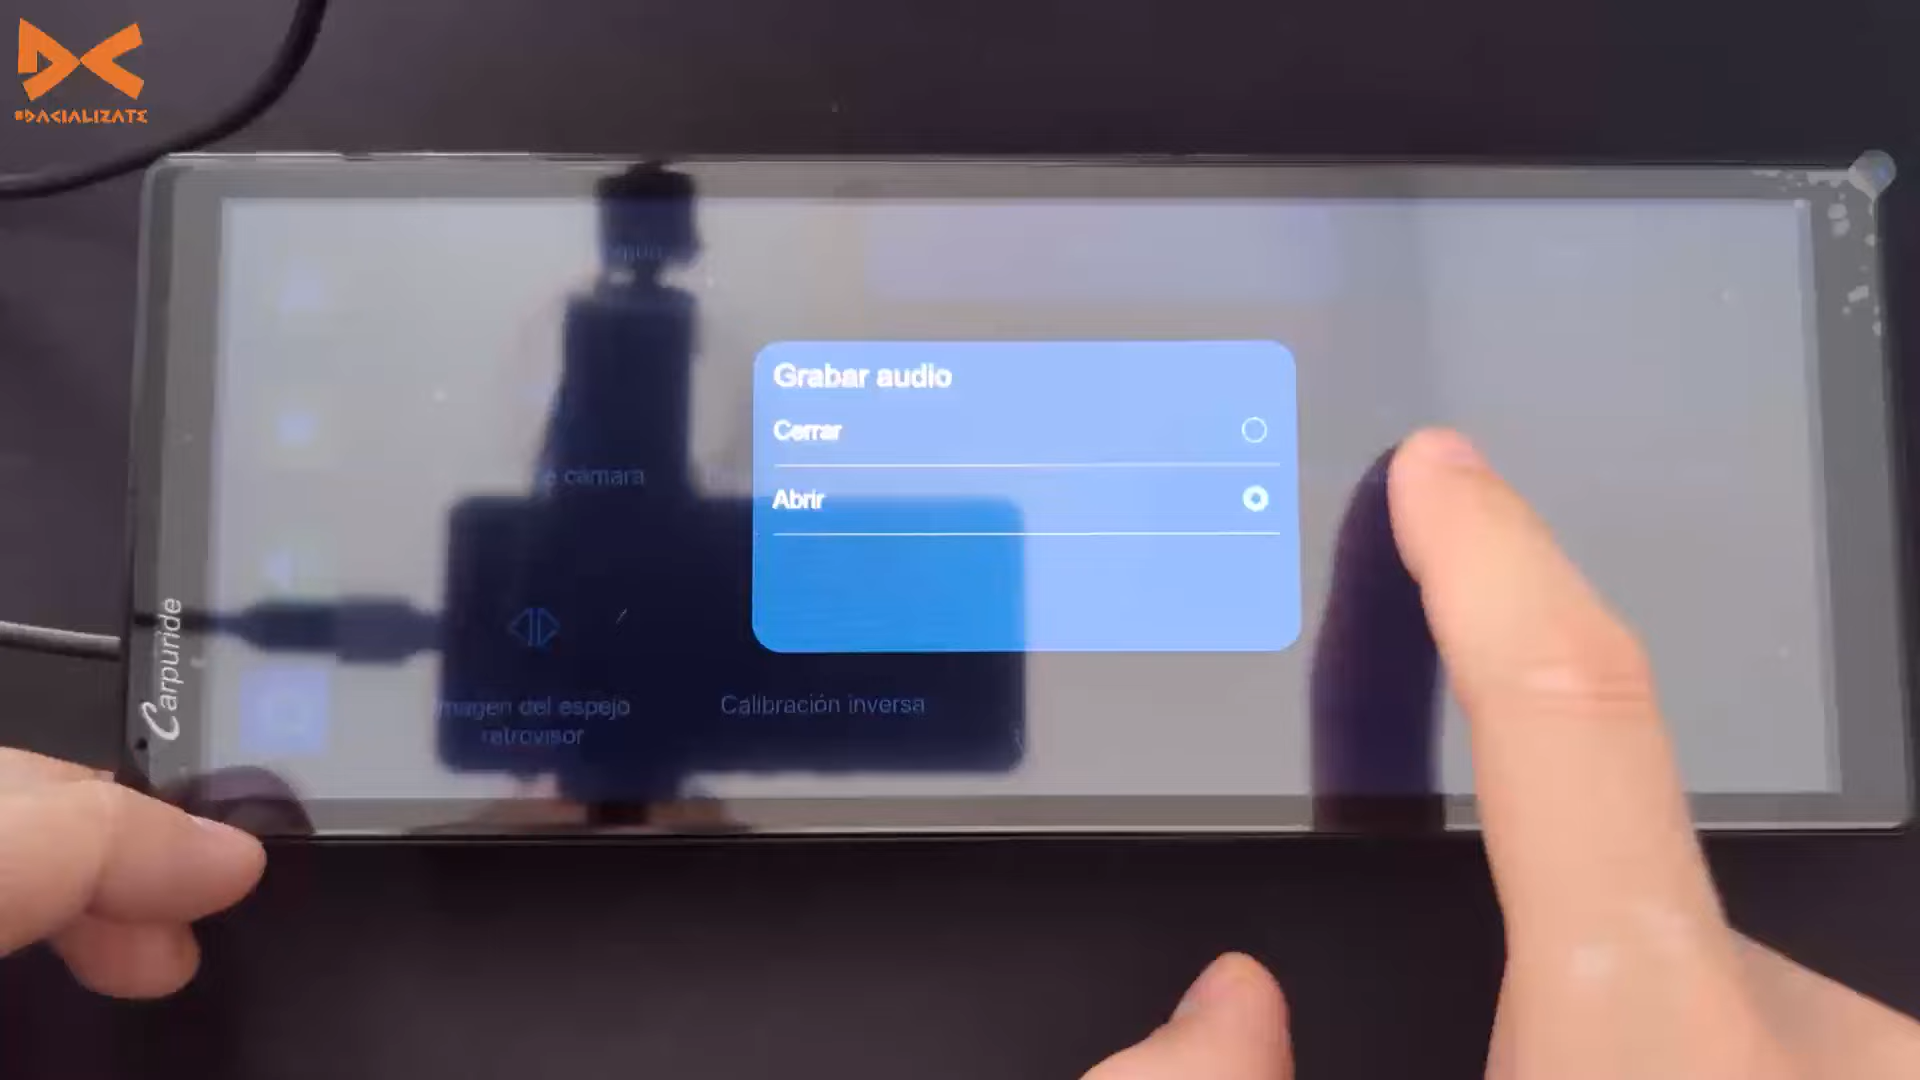 #DACIALIZATE
Grabar audio
Cerrar
e cámara
Abrir
Carpuride
magen del espejo
retrovisor
Calibración inversa